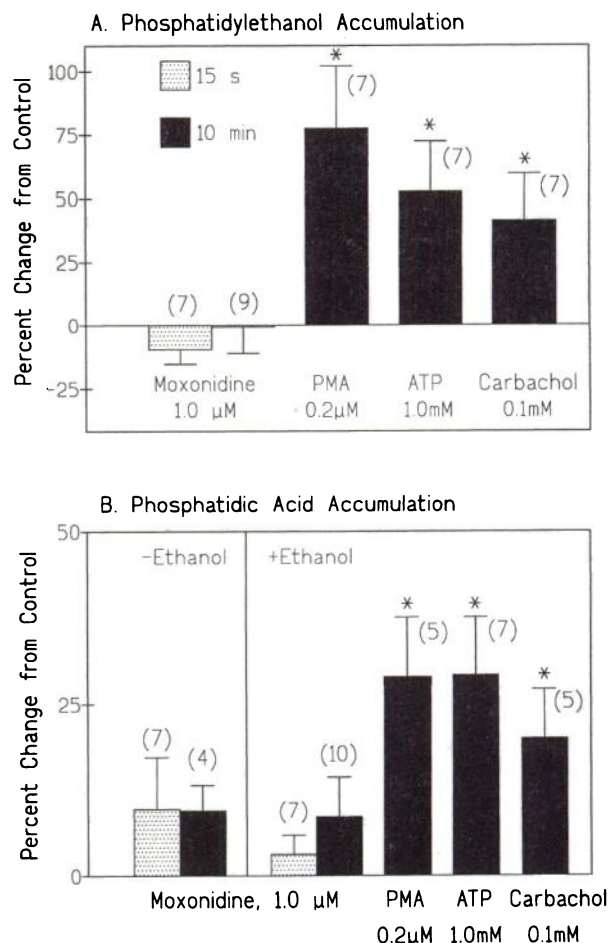 A. Phosphatidylethanol Accumulation
Percent Change from Control
100
75
50
25
0
-25
15 s
10 min
*
(7)
*
(7)
*
(7)
(7)
(9)
Moxonidine
1.0 μM
PMA
0.2μM
ATP
1.0mM
Carbachol
0.1mM
B. Phosphatidic Acid Accumulation
Percent Change from Control
50
25
0
-Ethanol
+Ethanol
(7)
(4)
(7)
(10)
*
(5)
*
(7)
*
(5)
Moxonidine, 1.0 μM
PMA
0.2μM
ATP
1.0mM
Carbachol
0.1mM